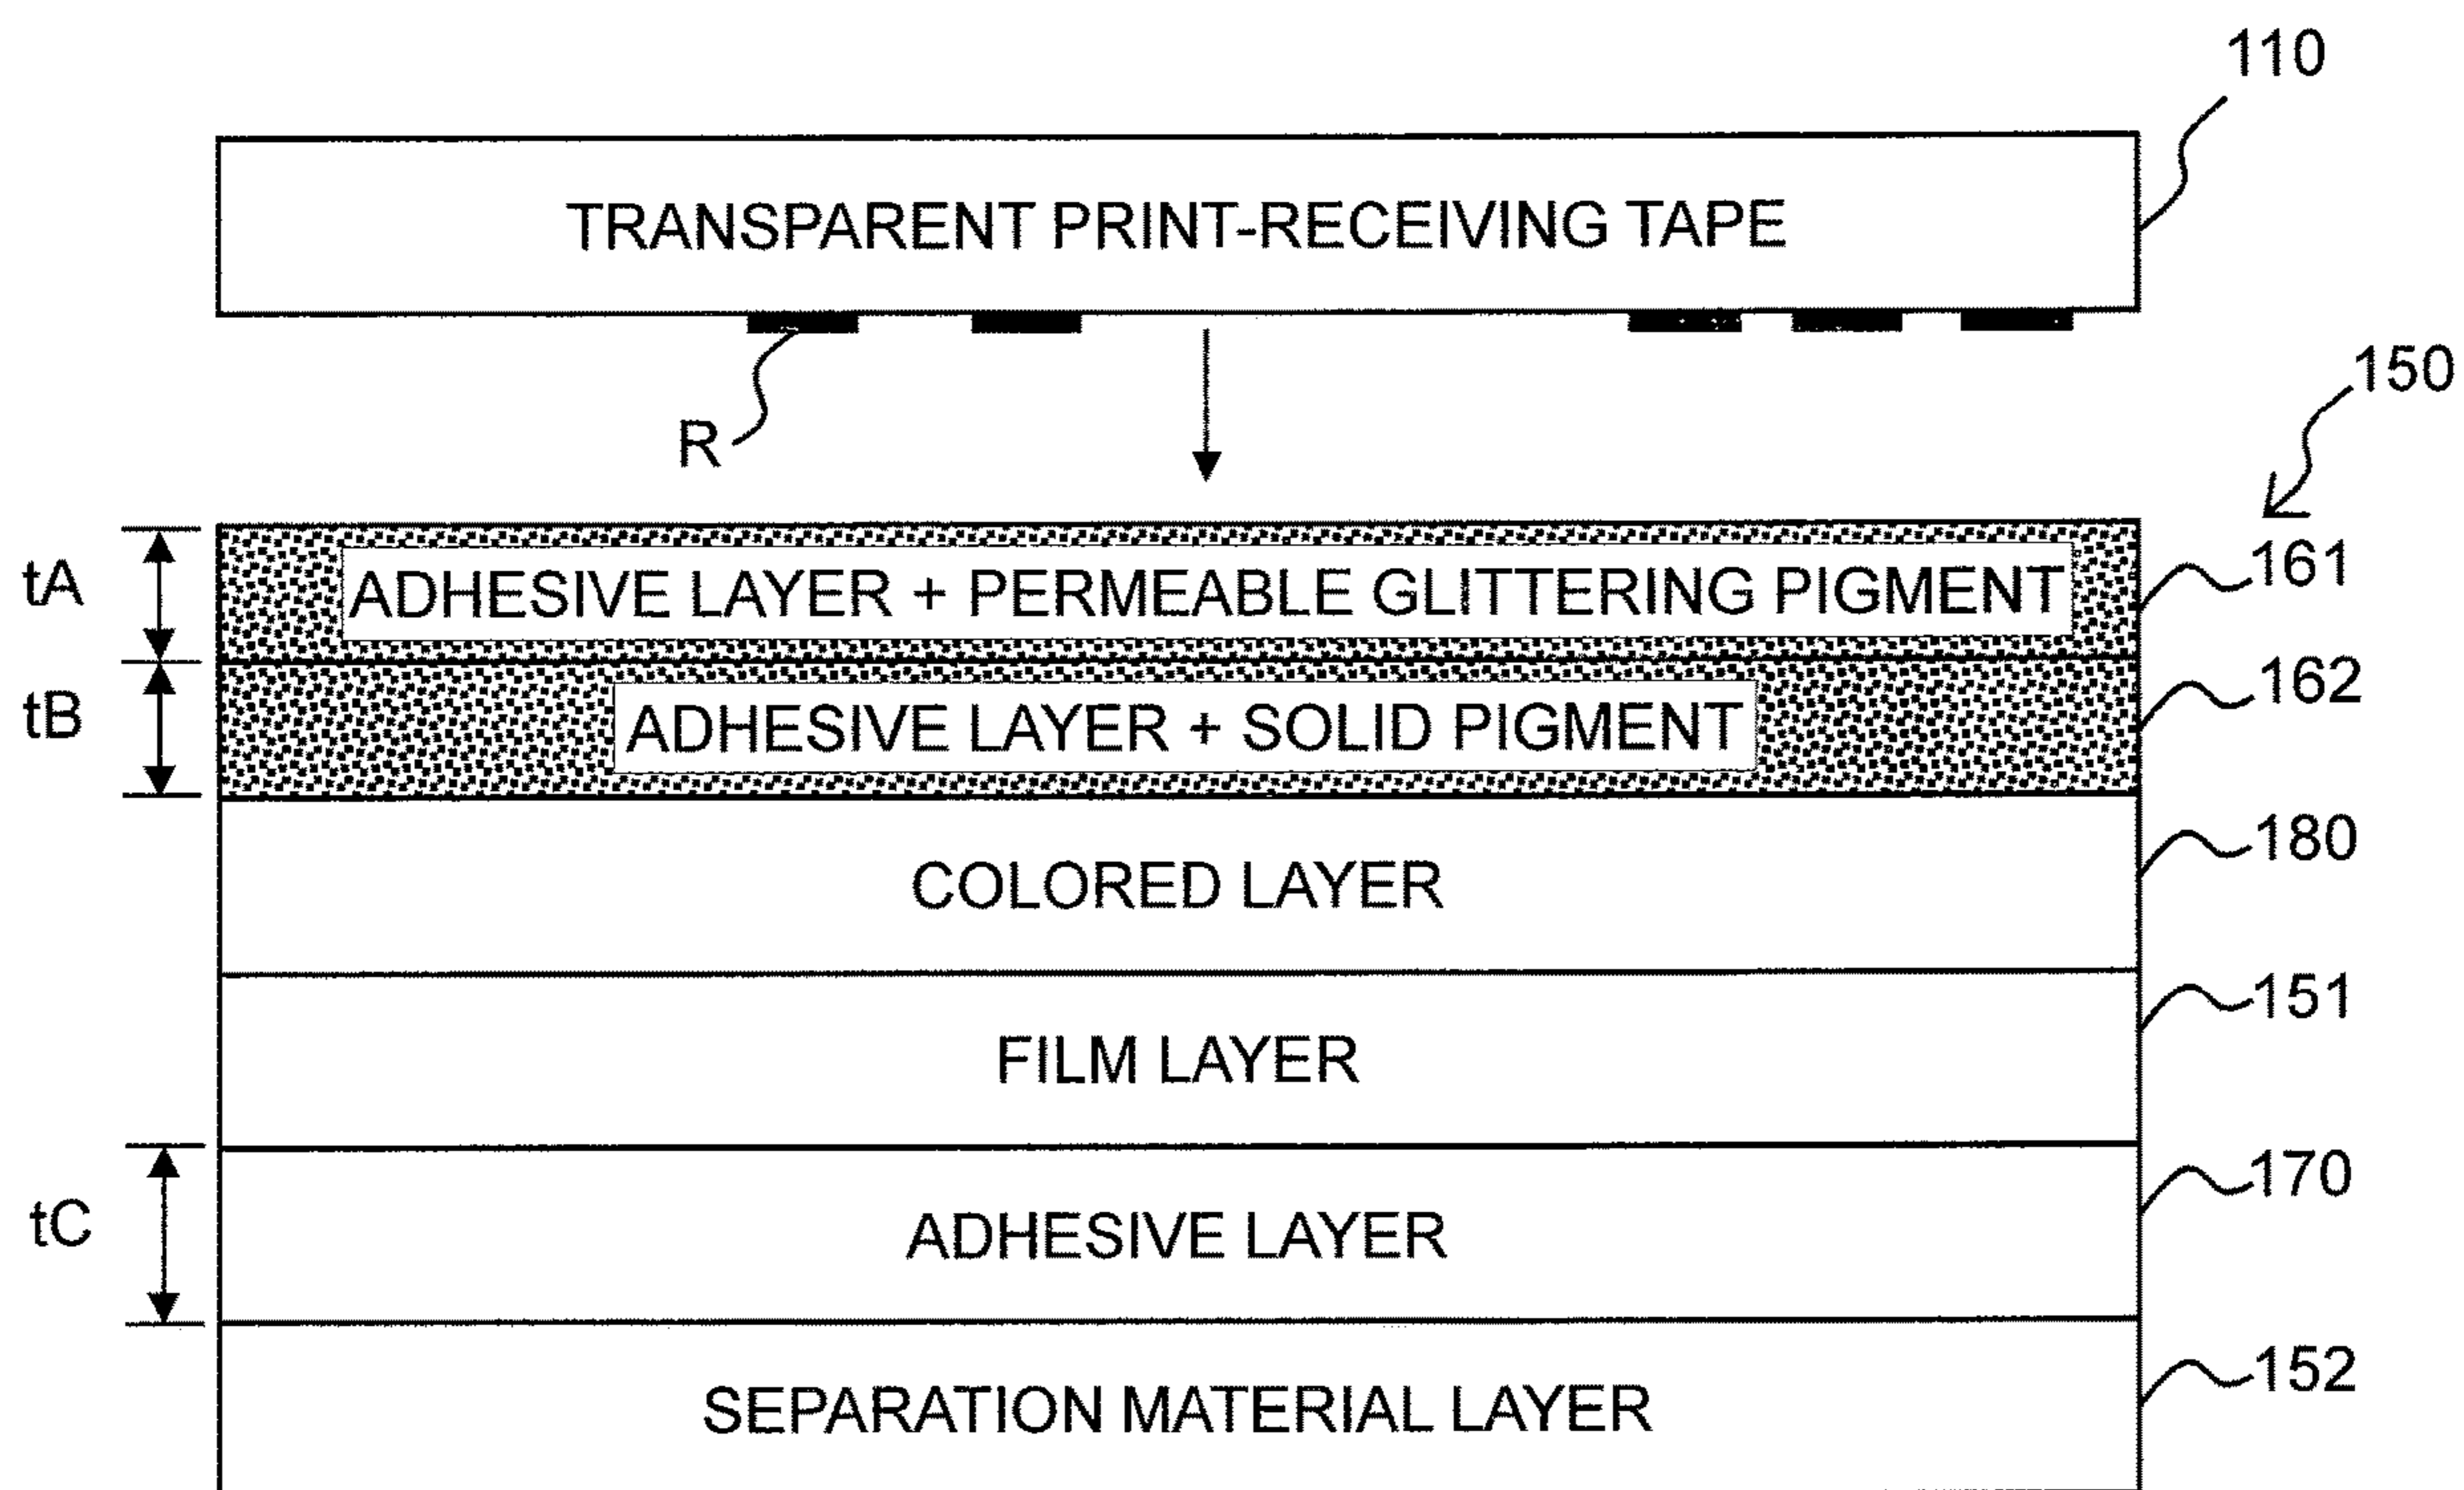 110
TRANSPARENT PRINT-RECEIVING TAPE
R
150
tA
ADHESIVE LAYER + PERMEABLE GLITTERING PIGMENT
161
tB
ADHESIVE LAYER + SOLID PIGMENT
162
COLORED LAYER
180
FILM LAYER
151
tC
ADHESIVE LAYER
170
SEPARATION MATERIAL LAYER
152